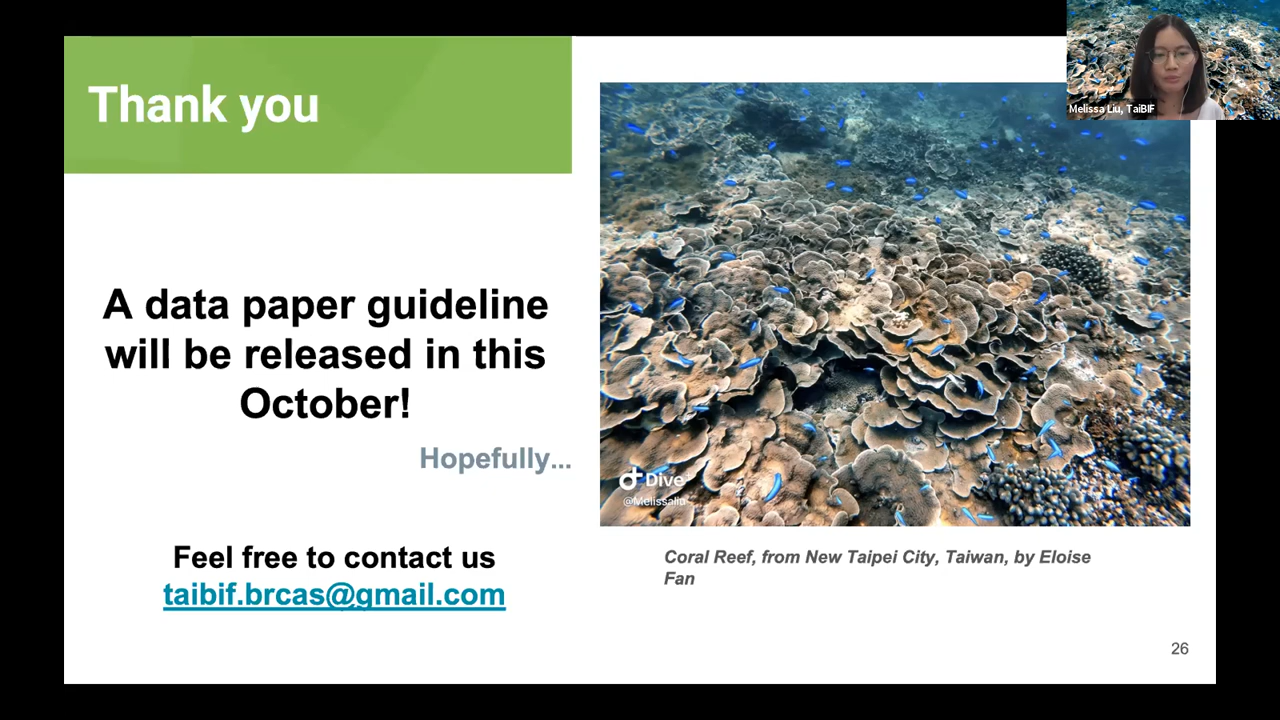 Thank you
A data paper guideline
will be released in this
October!
Hopefully...
Feel free to contact us
taibif.brcas@gmail.com
Melissa Liu, TaiBIF
Dive
@Melissaliu
Coral Reef, from New Taipei City, Taiwan, by Eloise
Fan
26